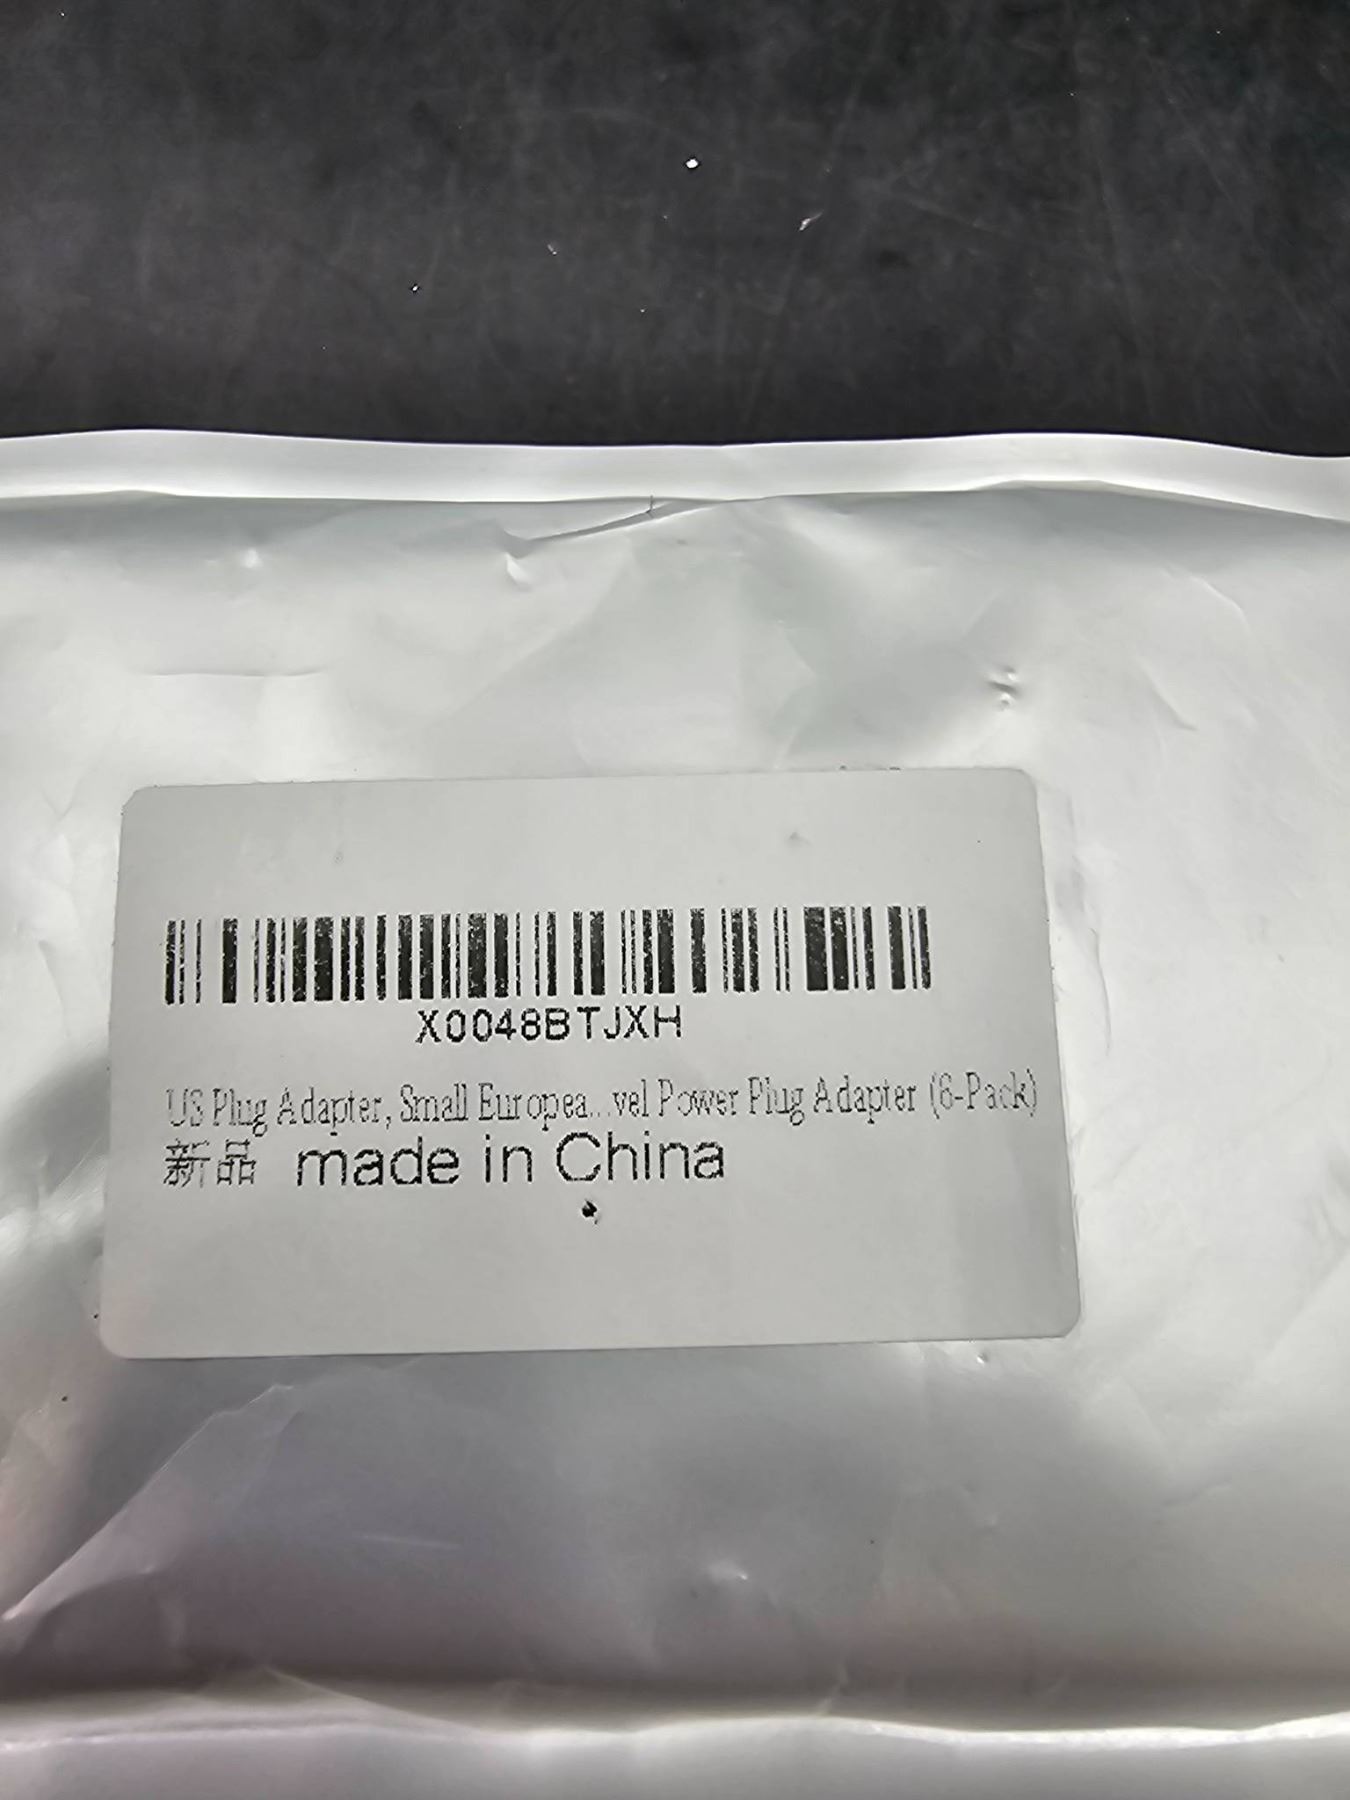 X0048BTJXH
US Plug Adapter, Small Europea...vel Power Plug Adapter (6-Pack)
新品 made in China